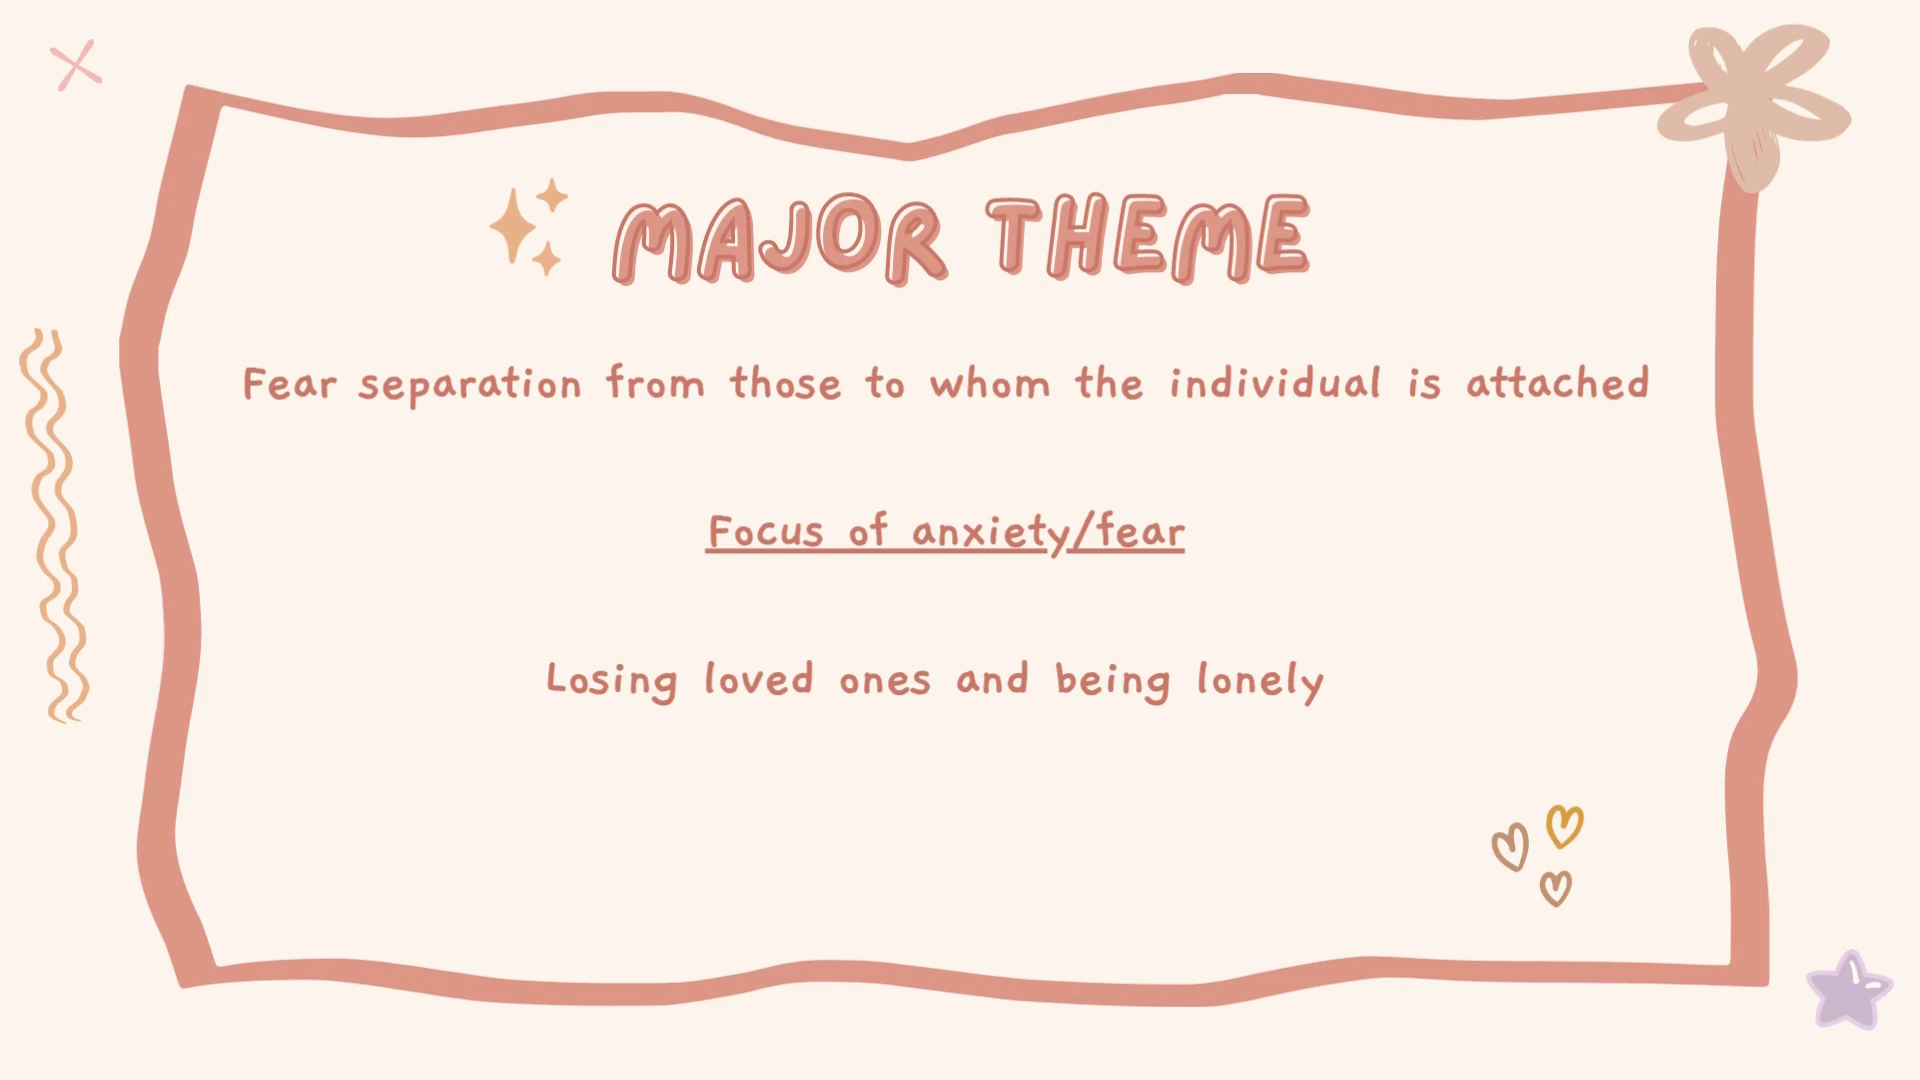 MAJOR THEME
Fear separation from those to whom the individual is attached
Focus of anxiety/fear
Losing loved ones and being lonely